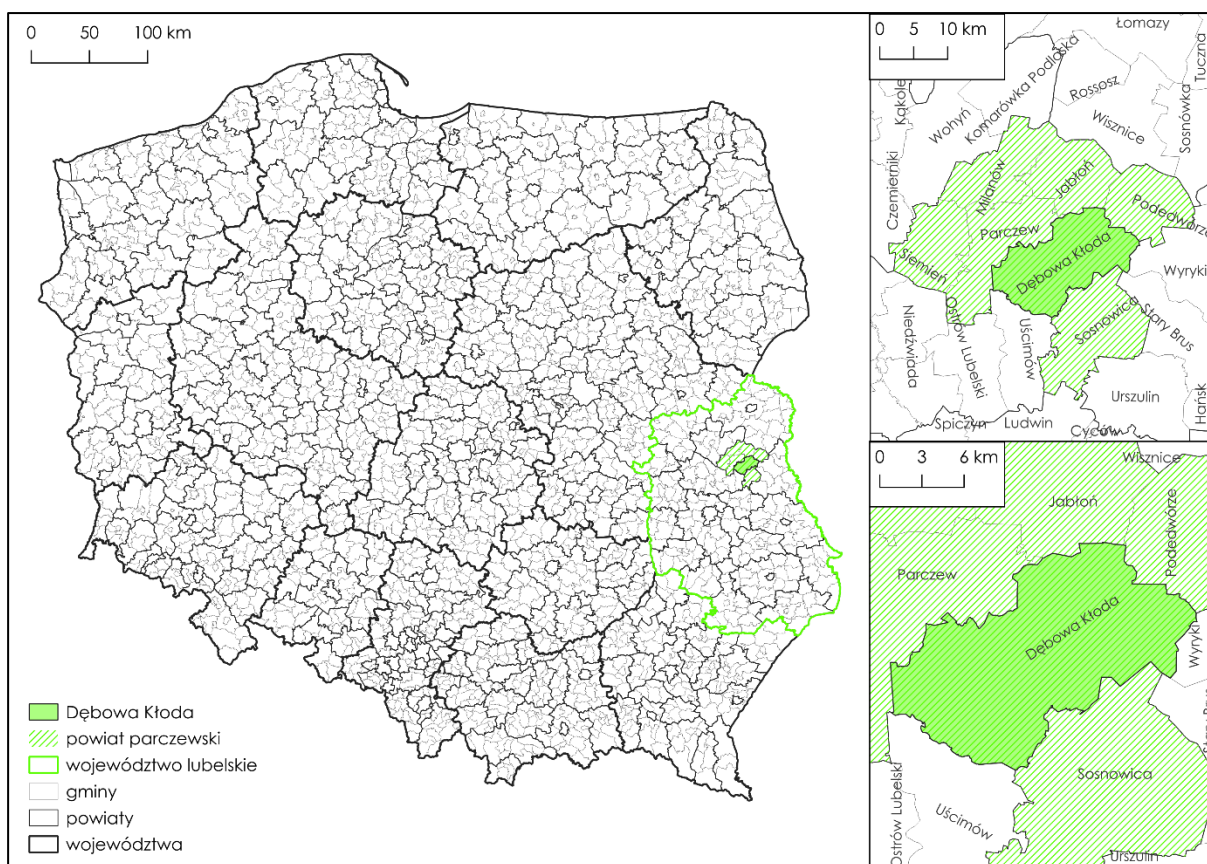 0 50 100 km
Dębowa Kłoda
powiat parczewski
województwo lubelskie
gminy
powiaty
województwa
0 5 10 km
Łomazy
Tuczna
Kąkole
Wohyń
Komarówka Podlaska
Rossosz
Wisznice
Sosnówka
Czemierniki
Milanów
Jabłoń
Podedwórze
Parczew
Siemień
Dębowa Kłoda
Wyryki
Niedźwiada
Ostrów Lubelski
Uścimów
Sosnowica
Stary Brus
Urszulin
Hańsk
Spiczyn
Ludwin
Cyców
0 3 6 km
Wisznice
Jabłoń
Podedwórze
Parczew
Dębowa Kłoda
Wyryki
Stary Brus
Sosnowica
Ostrów Lubelski
Uścimów
Urszulin